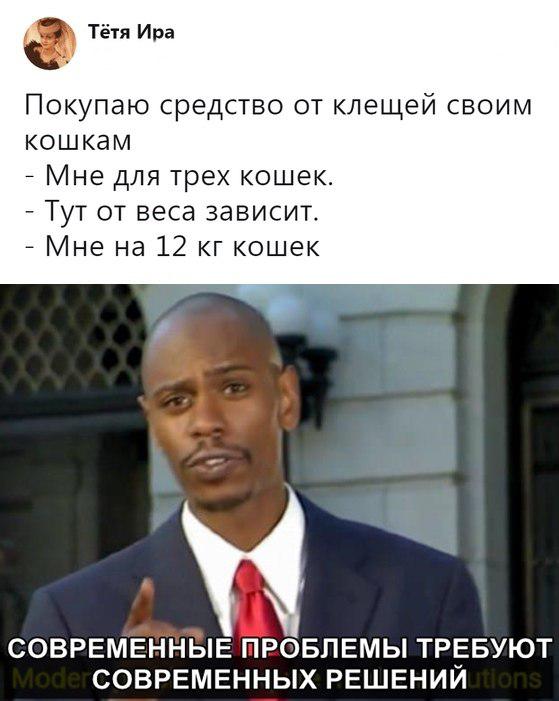 Тётя Ира
Покупаю средство от клещей своим
кошкам
- Мне для трех кошек.
- Тут от веса зависит.
- Мне на 12 кг кошек
СОВРЕМЕННЫЕ ПРОБЛЕМЫ ТРЕБУЮТ
СОВРЕМЕННЫХ РЕШЕНИЙ